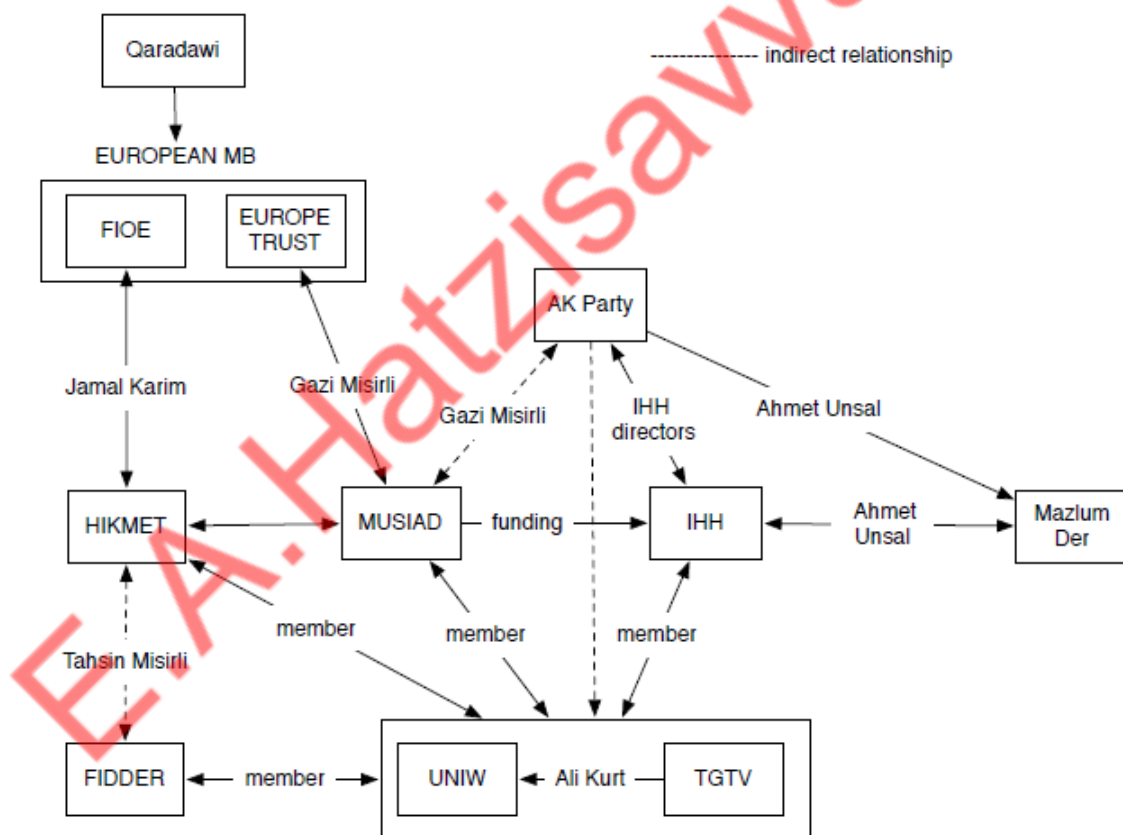 Qaradawi
-------------- indirect relationship
EUROPEAN MB
FIOE
EUROPE
TRUST
AK Party
Jamal Karim
Gazi Misirli
Gazi Misirli
IHH
directors
Ahmet Unsal
HIKMET
MUSIAD
funding
IHH
Ahmet
Unsal
Mazlum
Der
member
member
member
Tahsin Misirli
FIDDER
member
UNIW
Ali Kurt
TGTV